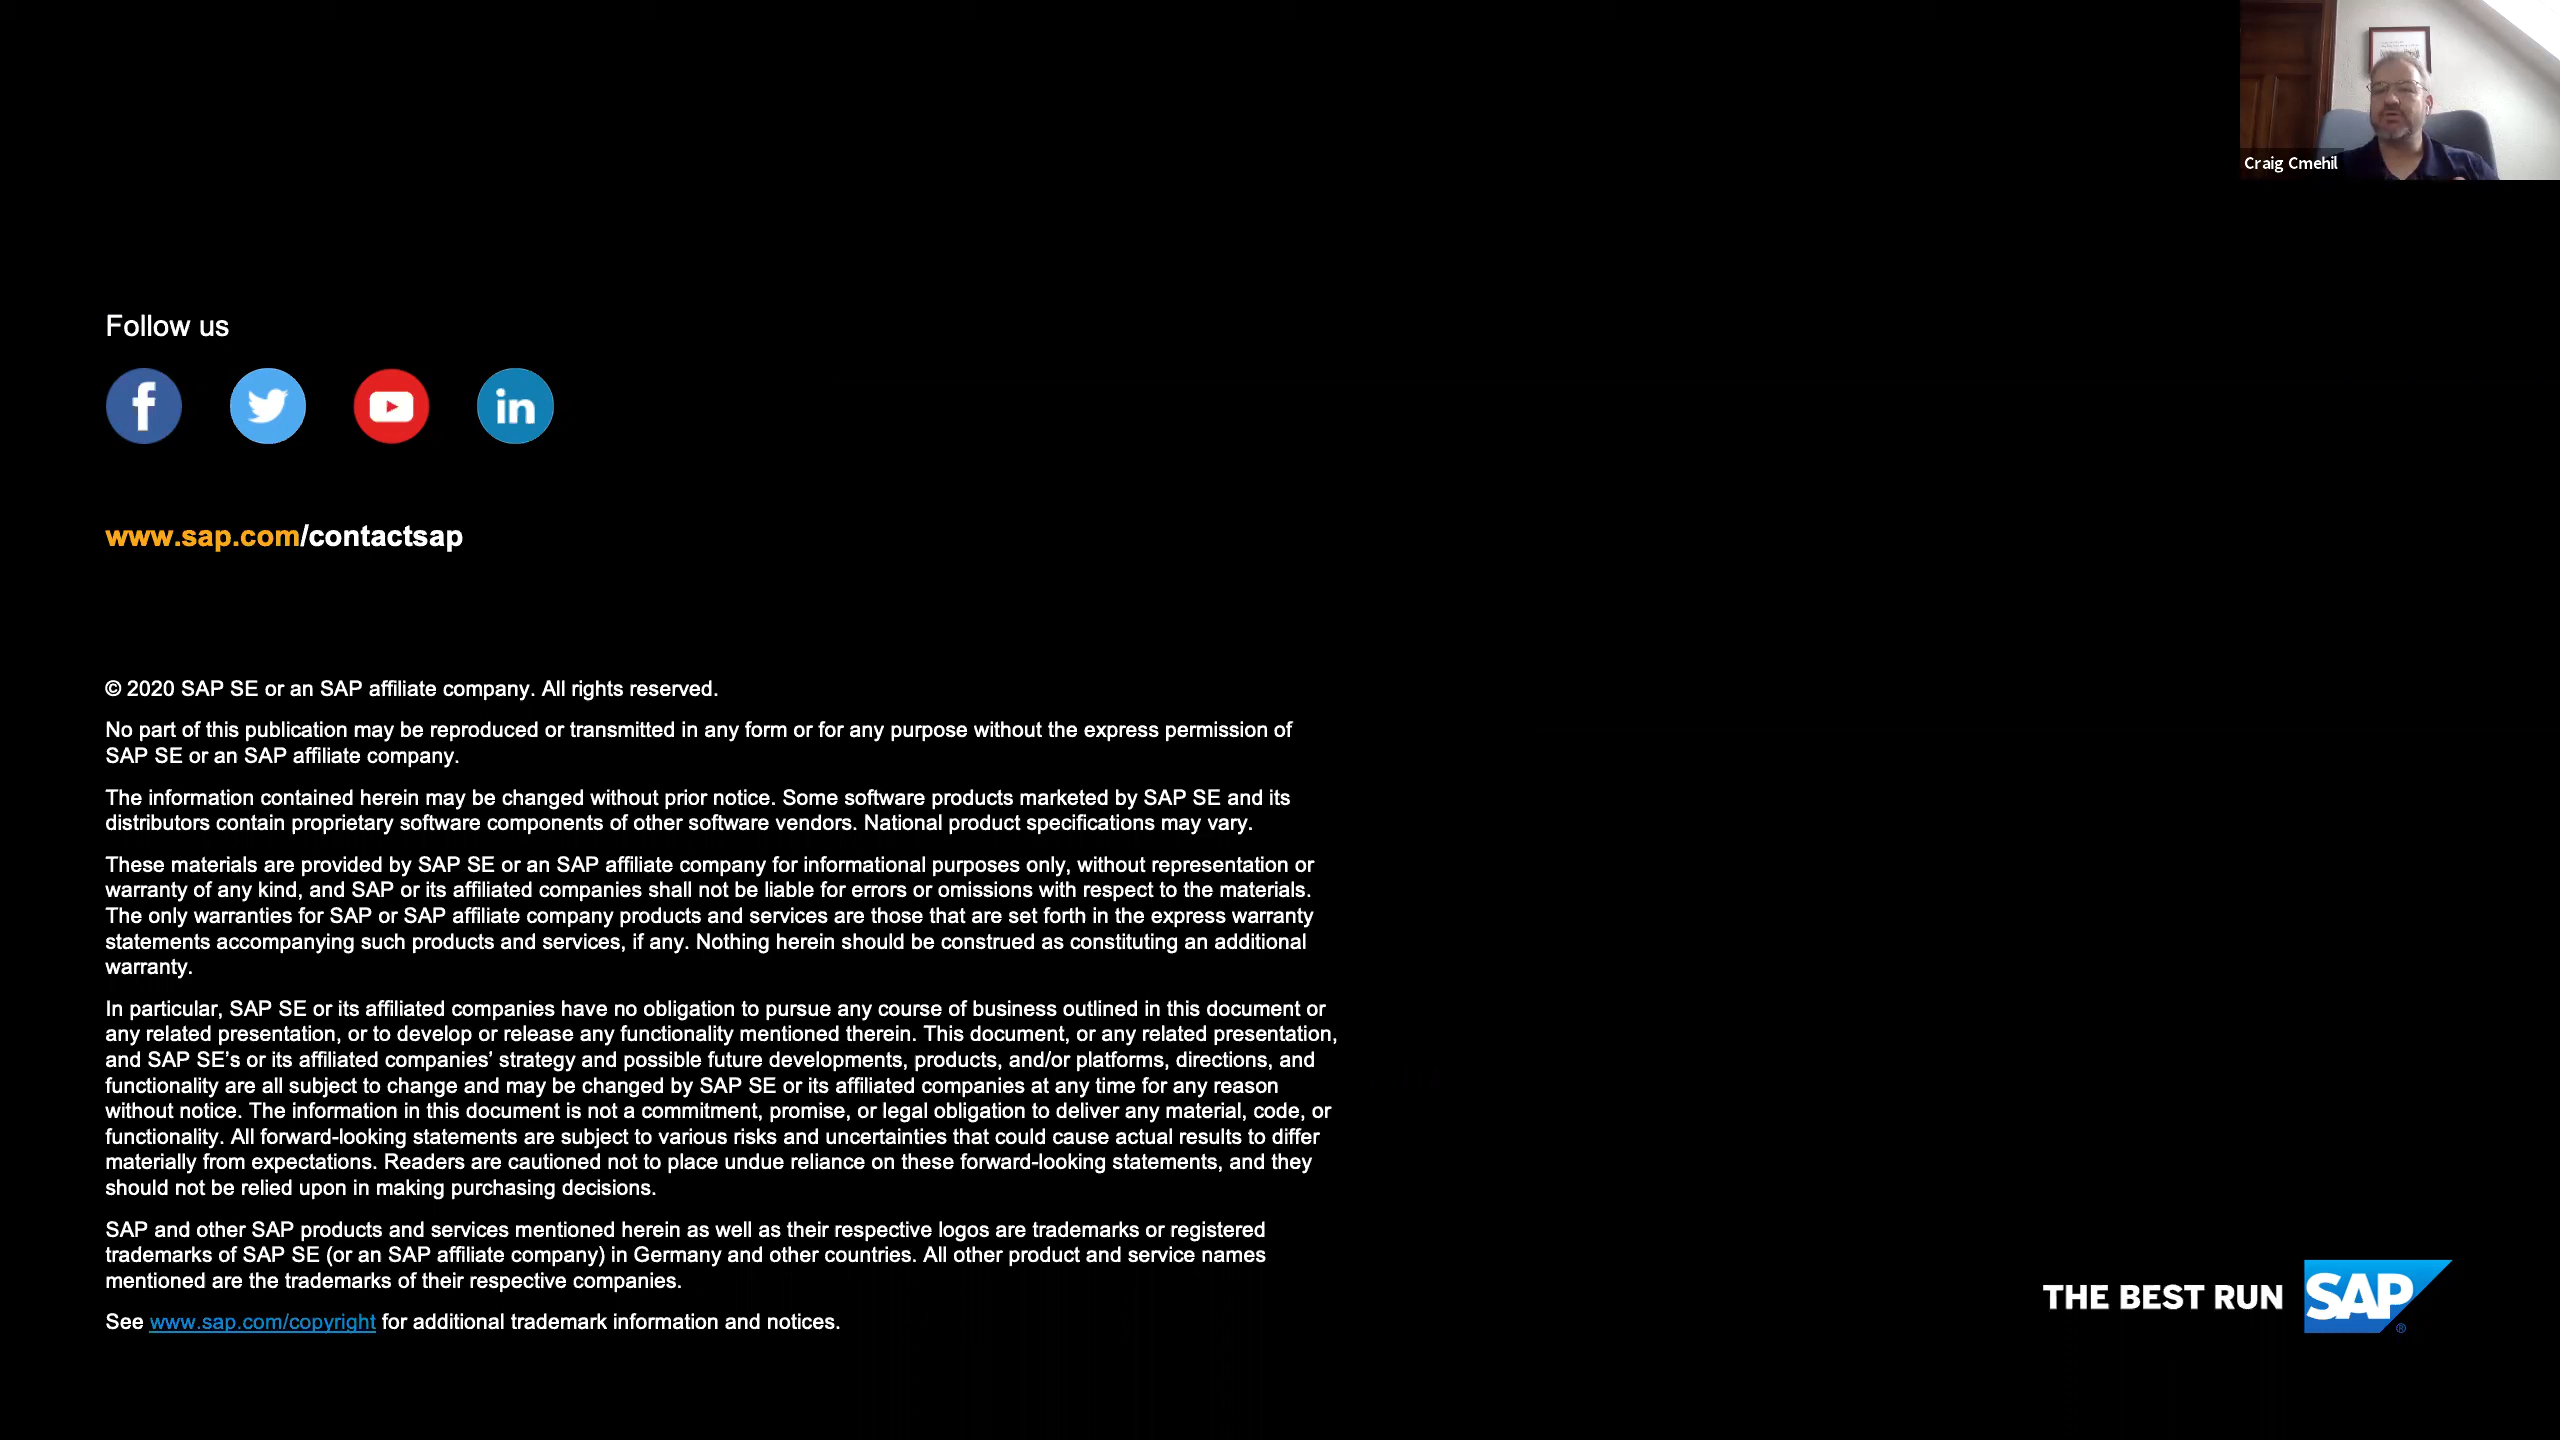 Craig Cmehil
Follow us
f
in
www.sap.com/contactsap
© 2020 SAP SE or an SAP affiliate company. All rights reserved.
No part of this publication may be reproduced or transmitted in any form or for any purpose without the express permission of
SAP SE or an SAP affiliate company.
The information contained herein may be changed without prior notice. Some software products marketed by SAP SE and its
distributors contain proprietary software components of other software vendors. National product specifications may vary.
These materials are provided by SAP SE or an SAP affiliate company for informational purposes only, without representation or
warranty of any kind, and SAP or its affiliated companies shall not be liable for errors or omissions with respect to the materials.
The only warranties for SAP or SAP affiliate company products and services are those that are set forth in the express warranty
statements accompanying such products and services, if any. Nothing herein should be construed as constituting an additional
warranty.
In particular, SAP SE or its affiliated companies have no obligation to pursue any course of business outlined in this document or
any related presentation, or to develop or release any functionality mentioned therein. This document, or any related presentation,
and SAP SE’s or its affiliated companies’ strategy and possible future developments, products, and/or platforms, directions, and
functionality are all subject to change and may be changed by SAP SE or its affiliated companies at any time for any reason
without notice. The information in this document is not a commitment, promise, or legal obligation to deliver any material, code, or
functionality. All forward-looking statements are subject to various risks and uncertainties that could cause actual results to differ
materially from expectations. Readers are cautioned not to place undue reliance on these forward-looking statements, and they
should not be relied upon in making purchasing decisions.
SAP and other SAP products and services mentioned herein as well as their respective logos are trademarks or registered
trademarks of SAP SE (or an SAP affiliate company) in Germany and other countries. All other product and service names
mentioned are the trademarks of their respective companies.
See www.sap.com/copyright for additional trademark information and notices.
THE BEST RUN SAP®